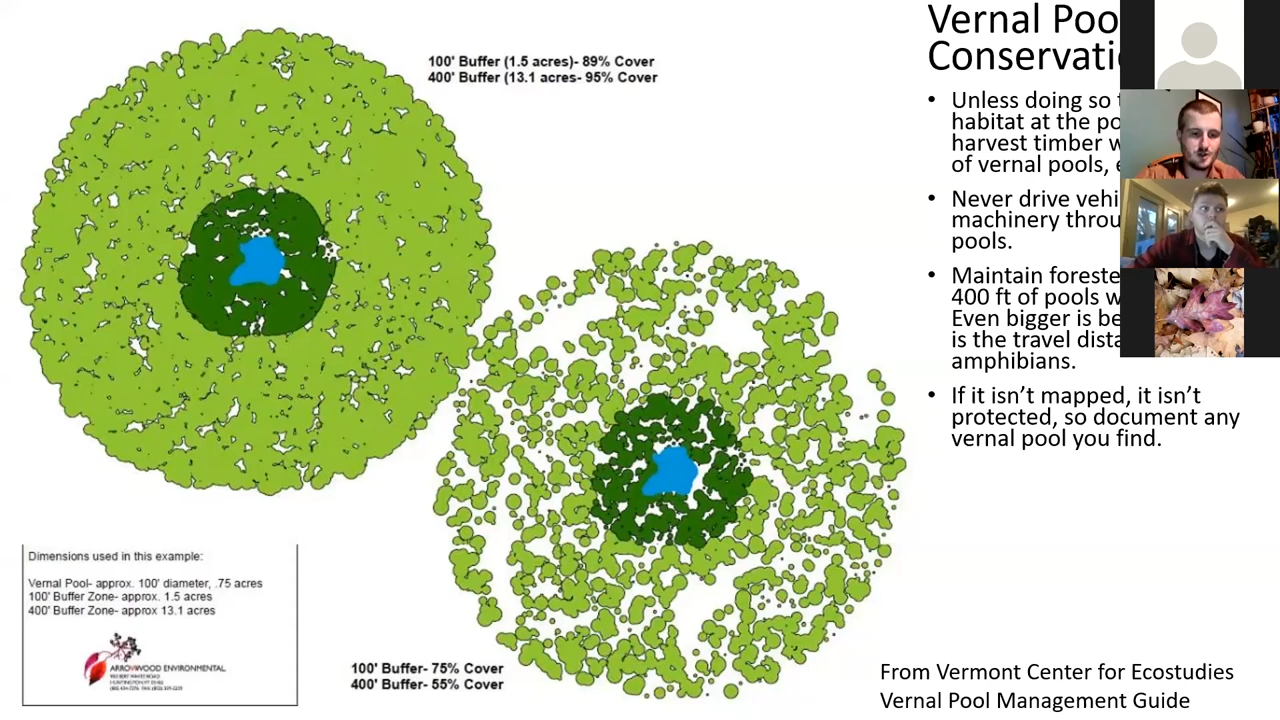 Vernal Poo
Conservati
100' Buffer (1.5 acres)- 89% Cover
400' Buffer (13.1 acres- 95% Cover
• Unless doing so
habitat at the po
harvest timber w
of vernal pools, e
• Never drive vehi
machinery throu
pools.
• Maintain foreste
400 ft of pools w
Even bigger is be
is the travel dista
amphibians.
• If it isn’t mapped, it isn’t
protected, so document any
vernal pool you find.
Dimensions used in this example:
Vernal Pool- approx. 100' diameter, .75 acres
100' Buffer Zone- approx. 1.5 acres
400' Buffer Zone- approx 13.1 acres
ARROWWOOD ENVIRONMENTAL
100' Buffer- 75% Cover
400' Buffer- 55% Cover
From Vermont Center for Ecostudies
Vernal Pool Management Guide